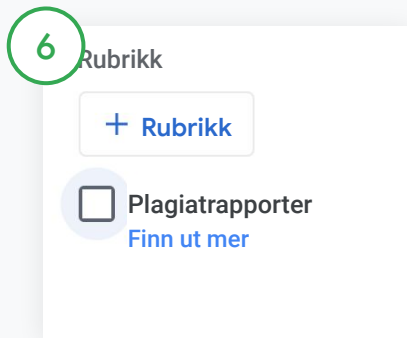 6
Rubrikk
+ Rubrikk
Plagiatrapporter
Finn ut mer